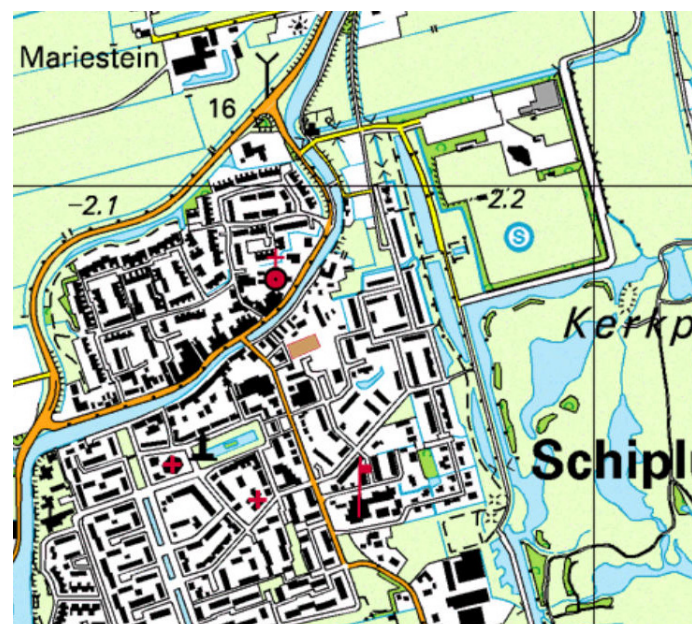 Mariestein
16
–2.1
2.2
S
Kerkp
T
Schiplu